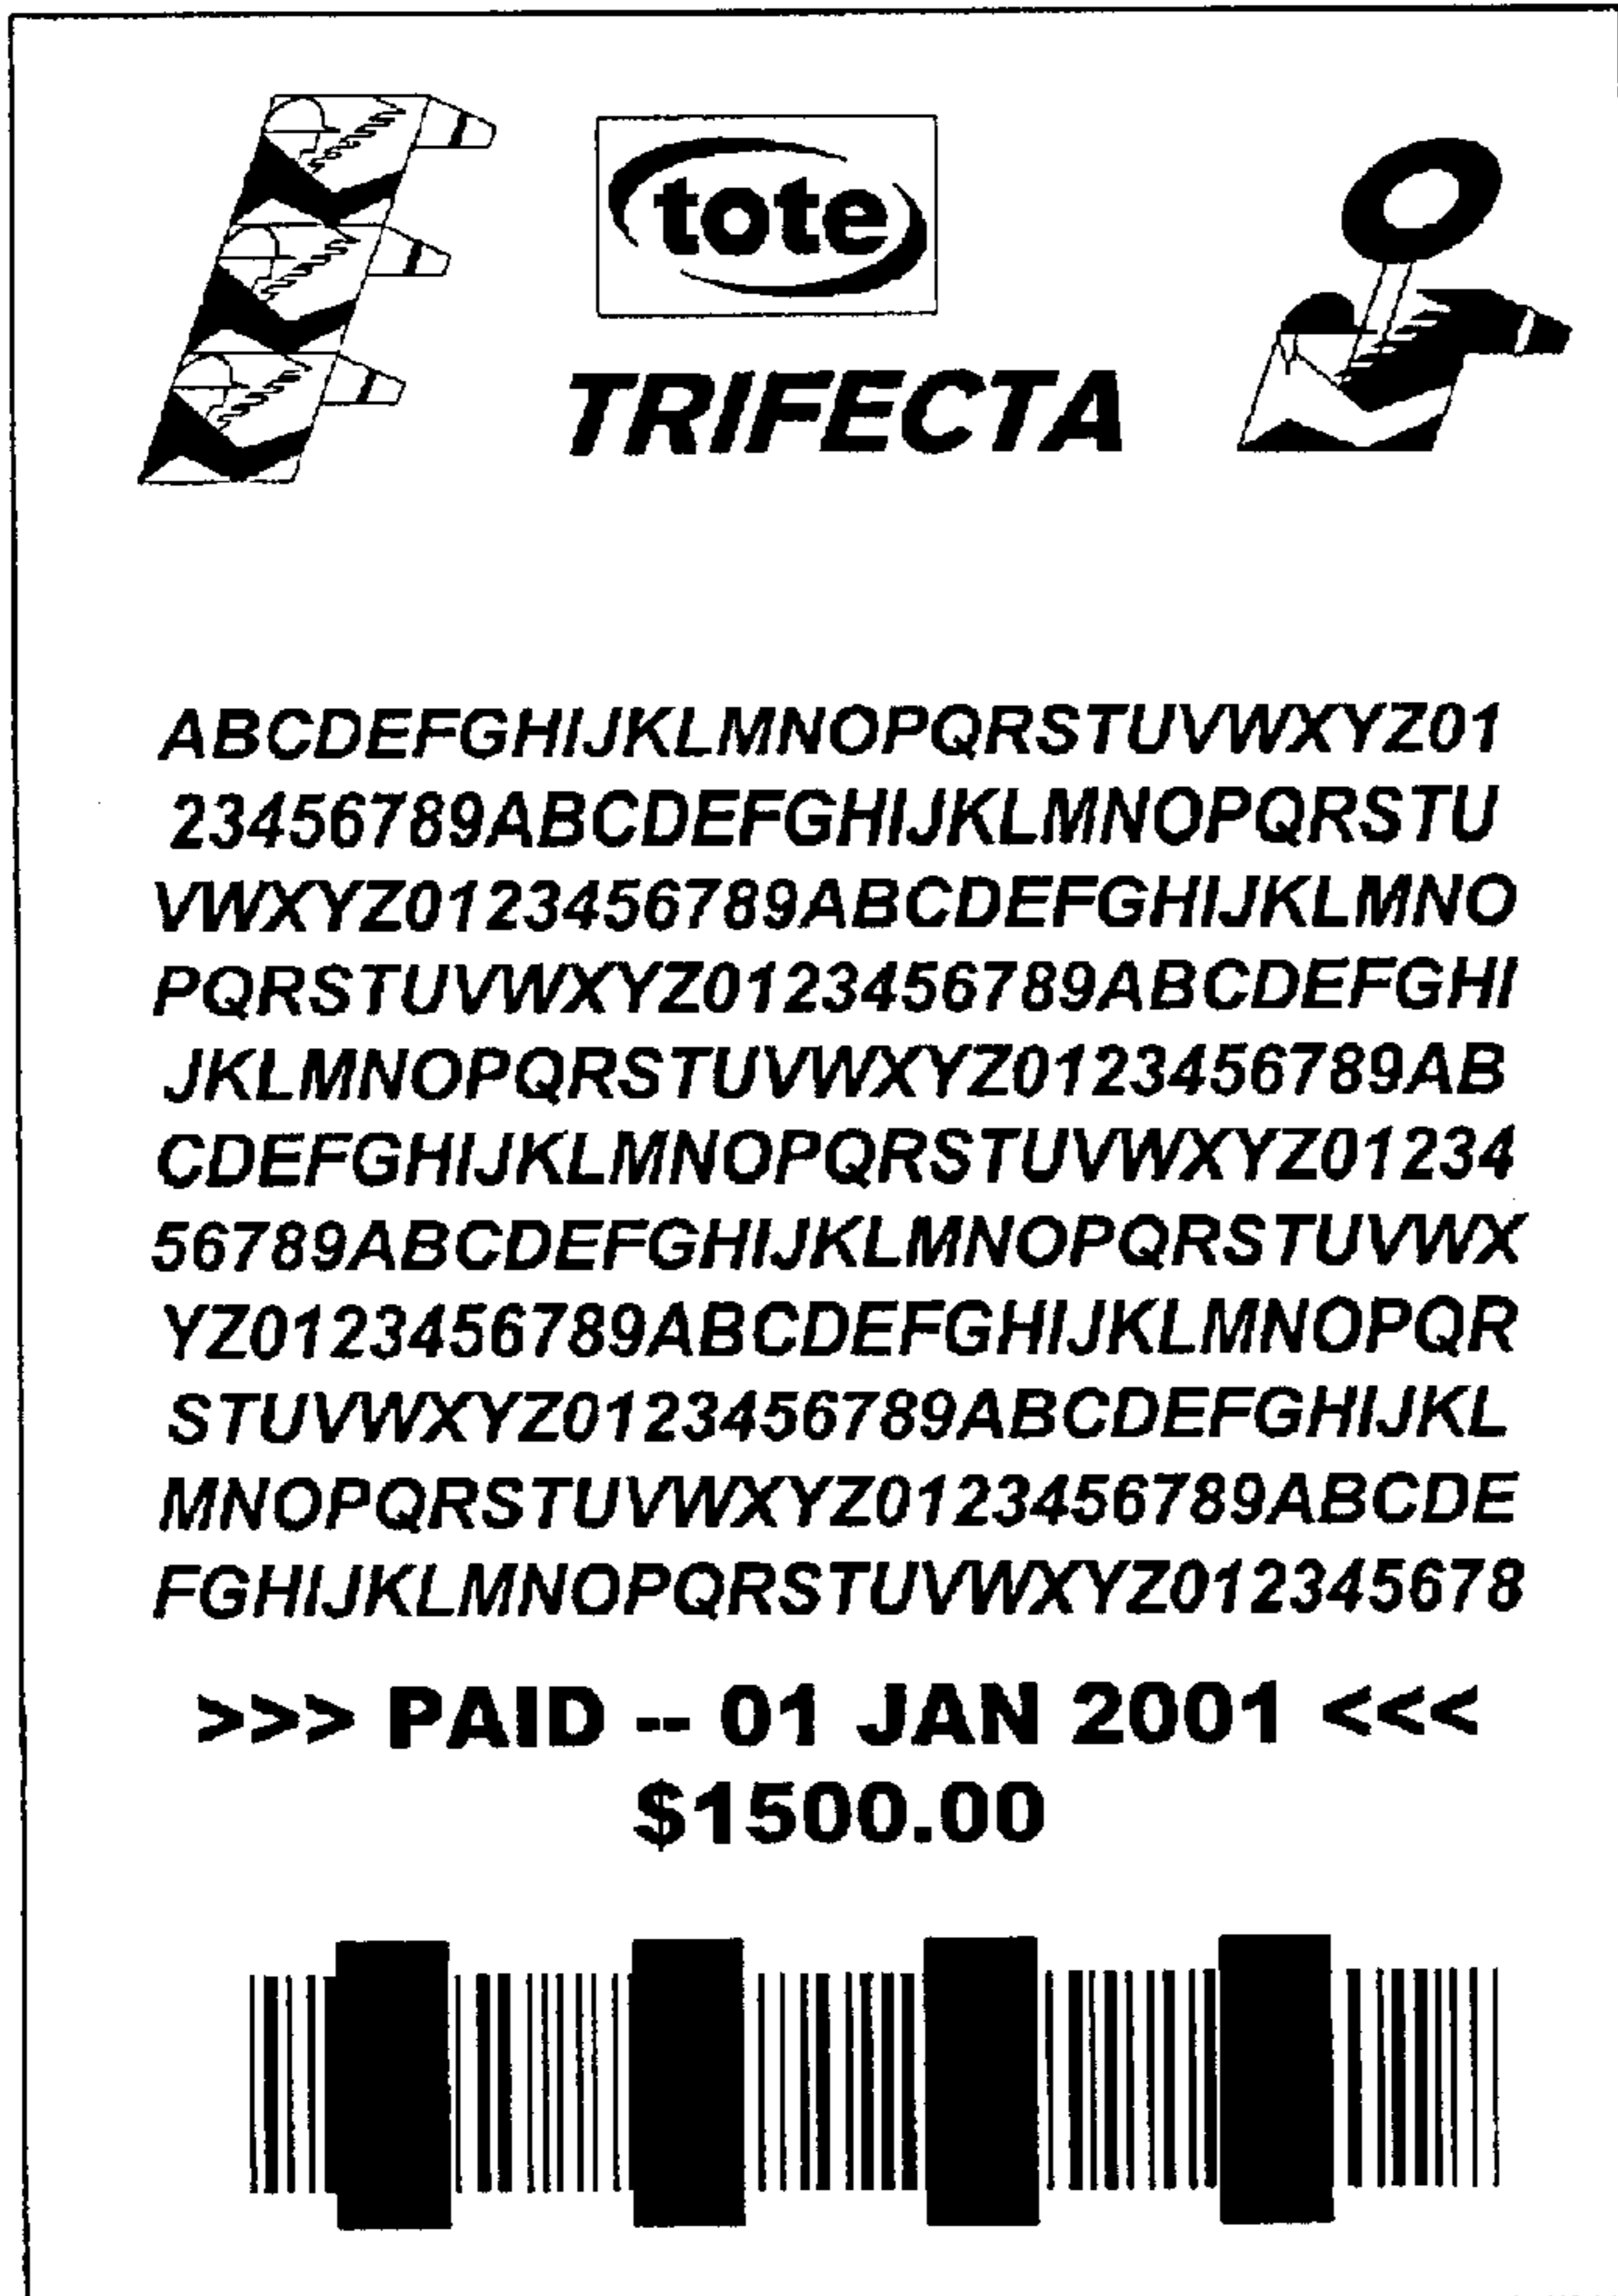 tote
TRIFECTA
ABCDEFGHIJKLMNOPQRSTUVWXYZ01
23456789ABCDEFGHIJKLMNOPQRSTU
VWXYZ0123456789ABCDEFGHIJKLMNO
PQRSTUVWXYZ0123456789ABCDEFGHI
JKLMNOPQRSTUVWXYZ0123456789AB
CDEFGHIJKLMNOPQRSTUVWXYZ01234
56789ABCDEFGHIJKLMNOPQRSTUVWX
YZ0123456789ABCDEFGHIJKLMNOPQR
STUVWXYZ0123456789ABCDEFGHIJKL
MNOPQRSTUVWXYZ0123456789ABCDE
FGHIJKLMNOPQRSTUVWXYZ012345678
>>> PAID -- 01 JAN 2001 <<<
$1500.00